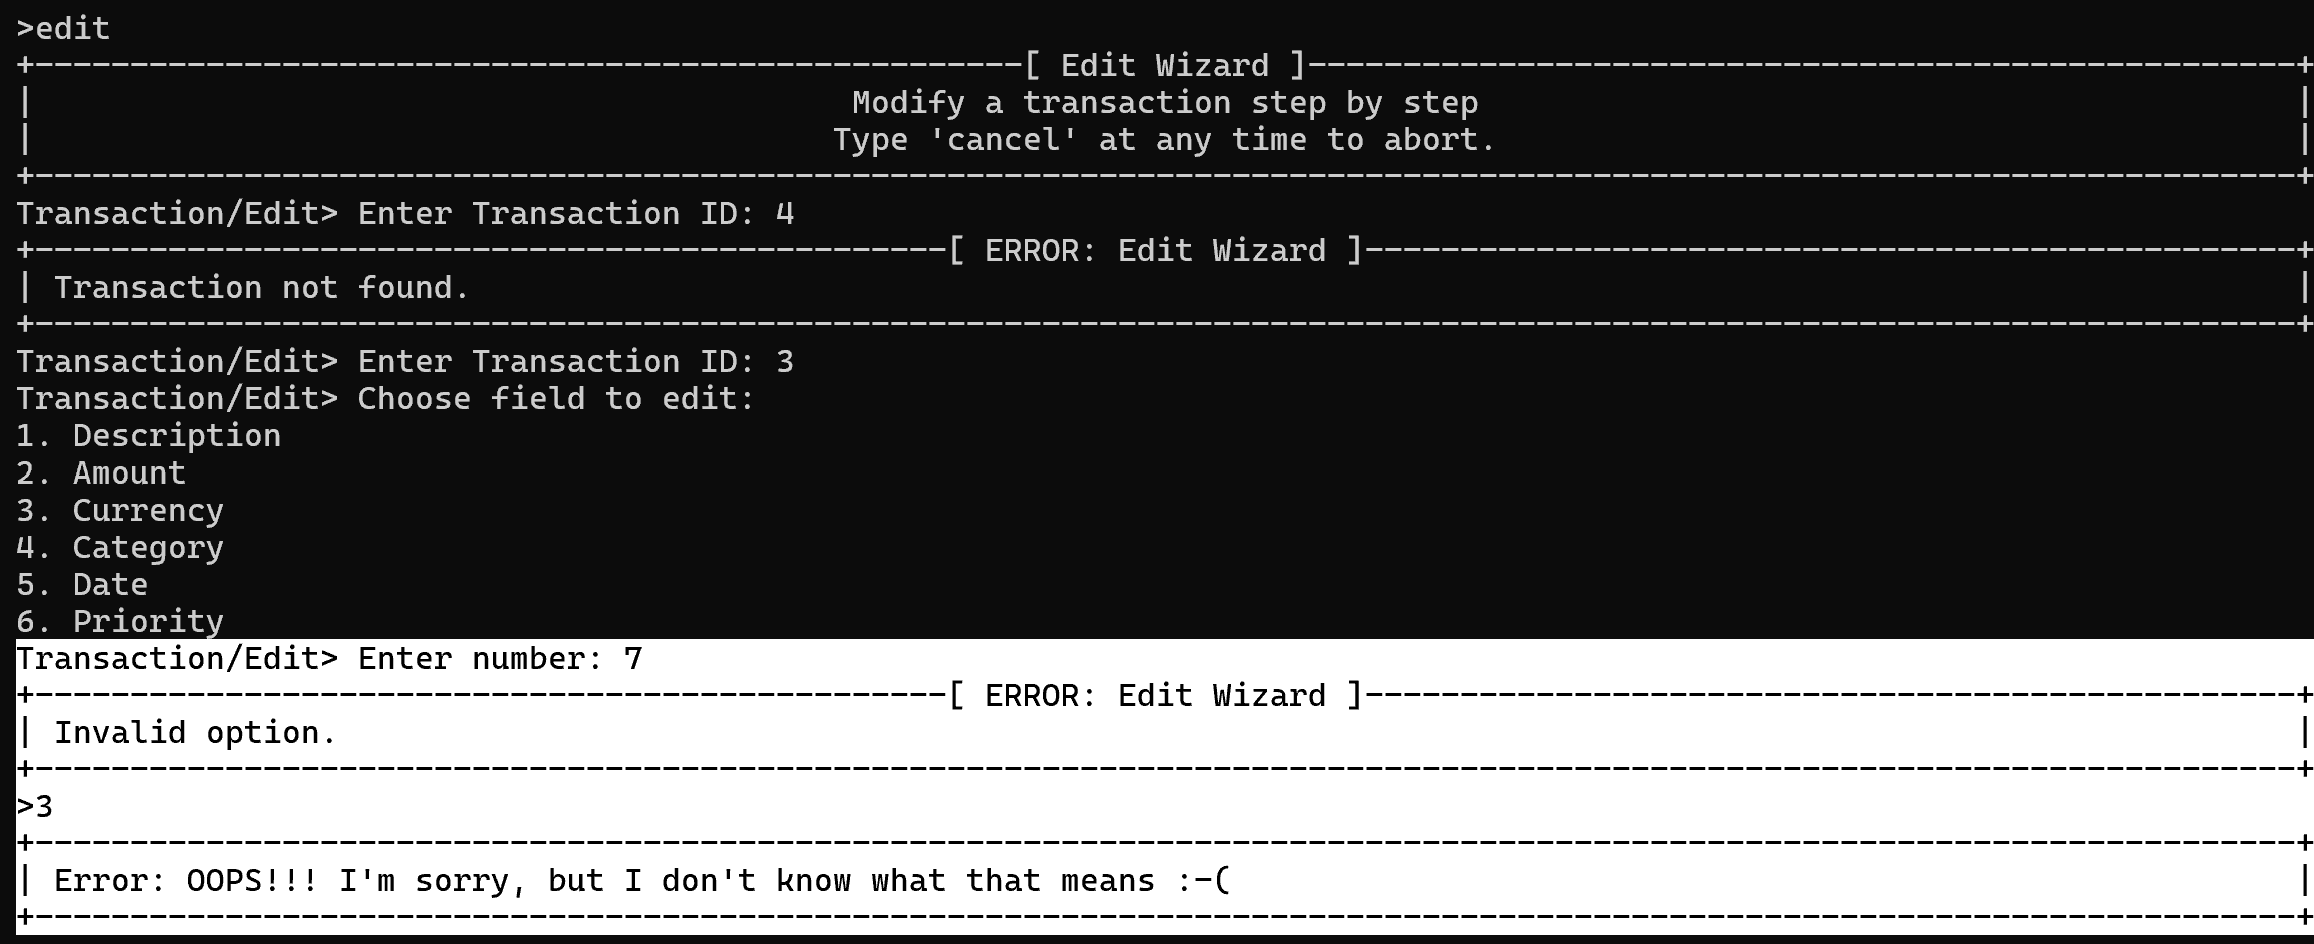 >edit
+----------------------------------------------------[ Edit Wizard ]----------------------------------------------------+
| Modify a transaction step by step |
| Type 'cancel' at any time to abort. |
+-----------------------------------------------------------------------------------------------------------------------+
Transaction/Edit> Enter Transaction ID: 4
+------------------------------------------------[ ERROR: Edit Wizard ]-------------------------------------------------+
| Transaction not found. |
+-----------------------------------------------------------------------------------------------------------------------+
Transaction/Edit> Enter Transaction ID: 3
Transaction/Edit> Choose field to edit:
1. Description
2. Amount
3. Currency
4. Category
5. Date
6. Priority
Transaction/Edit> Enter number: 7
+------------------------------------------------[ ERROR: Edit Wizard ]-------------------------------------------------+
| Invalid option. |
+-----------------------------------------------------------------------------------------------------------------------+
>3
+-----------------------------------------------------------------------------------------------------------------------+
| Error: OOPS!!! I'm sorry, but I don't know what that means :-( |
+-----------------------------------------------------------------------------------------------------------------------+